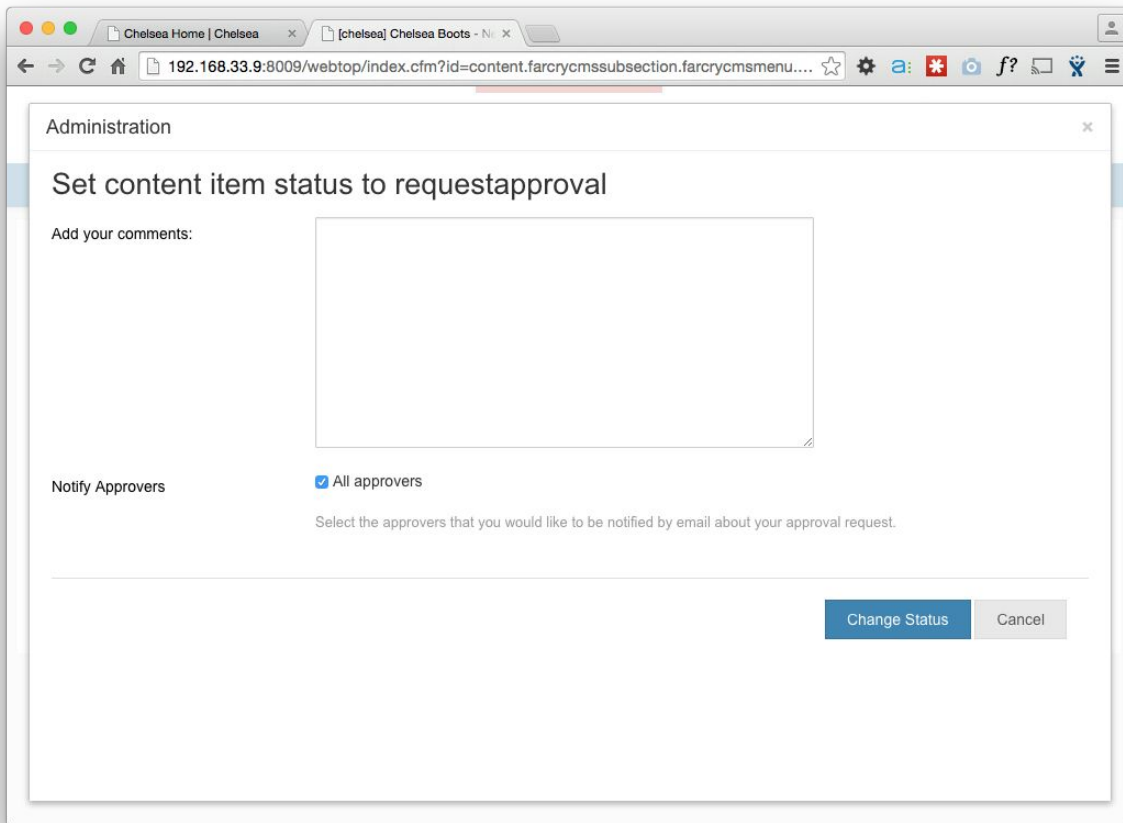 Chelsea Home | Chelsea
[chelsea] Chelsea Boots - N
192.168.33.9:8009/webtop/index.cfm?id=content.farcrycmssubsection.farcrycmsmenu....
a:
f?
Administration
Set content item status to requestapproval
Add your comments:
Notify Approvers
All approvers
Select the approvers that you would like to be notified by email about your approval request.
Change Status
Cancel